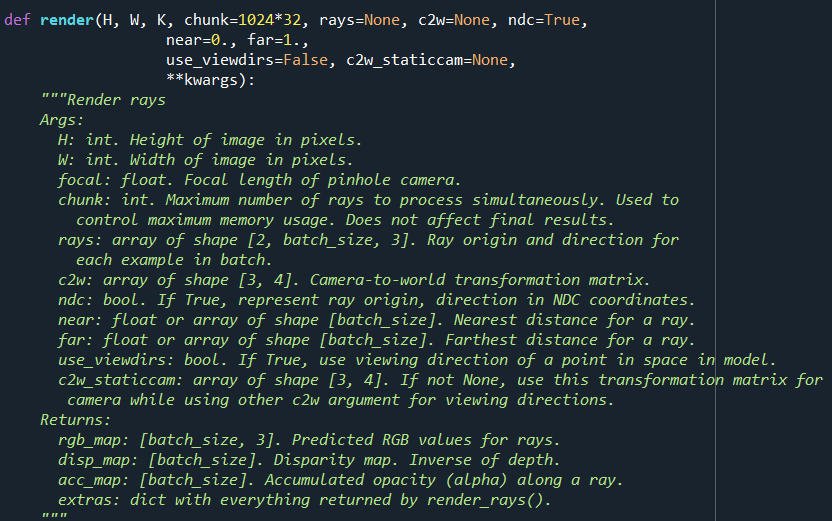 def render(H, W, K, chunk=1024*32, rays=None, c2w=None, ndc=True,
near=0., far=1.,
use_viewdirs=False, c2w_staticcam=None,
**kwargs):
"""Render rays
Args:
H: int. Height of image in pixels.
W: int. Width of image in pixels.
focal: float. Focal length of pinhole camera.
chunk: int. Maximum number of rays to process simultaneously. Used to
control maximum memory usage. Does not affect final results.
rays: array of shape [2, batch_size, 3]. Ray origin and direction for
each example in batch.
c2w: array of shape [3, 4]. Camera-to-world transformation matrix.
ndc: bool. If True, represent ray origin, direction in NDC coordinates.
near: float or array of shape [batch_size]. Nearest distance for a ray.
far: float or array of shape [batch_size]. Farthest distance for a ray.
use_viewdirs: bool. If True, use viewing direction of a point in space in model.
c2w_staticcam: array of shape [3, 4]. If not None, use this transformation matrix for
camera while using other c2w argument for viewing directions.
Returns:
rgb_map: [batch_size, 3]. Predicted RGB values for rays.
disp_map: [batch_size]. Disparity map. Inverse of depth.
acc_map: [batch_size]. Accumulated opacity (alpha) along a ray.
extras: dict with everything returned by render_rays().
"""